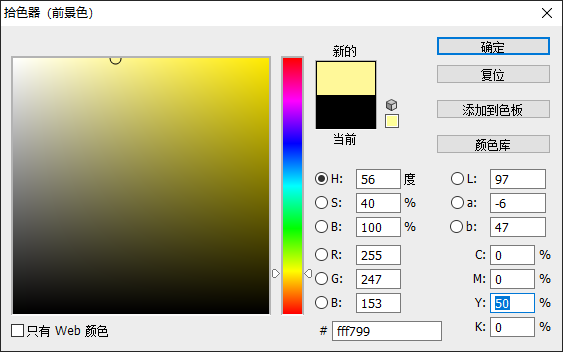 拾色器（前景色）
新的
当前
确定
复位
添加到色板
颜色库
H: 56 度
S: 40 %
B: 100 %
R: 255
G: 247
B: 153
# fff799
L: 97
a: -6
b: 47
C: 0 %
M: 0 %
Y: 50 %
K: 0 %
只有 Web 颜色